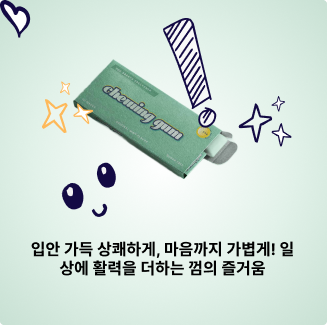 chewing gum
입안 가득 상쾌하게, 마음까지 가볍게! 일
상에 활력을 더하는 껌의 즐거움